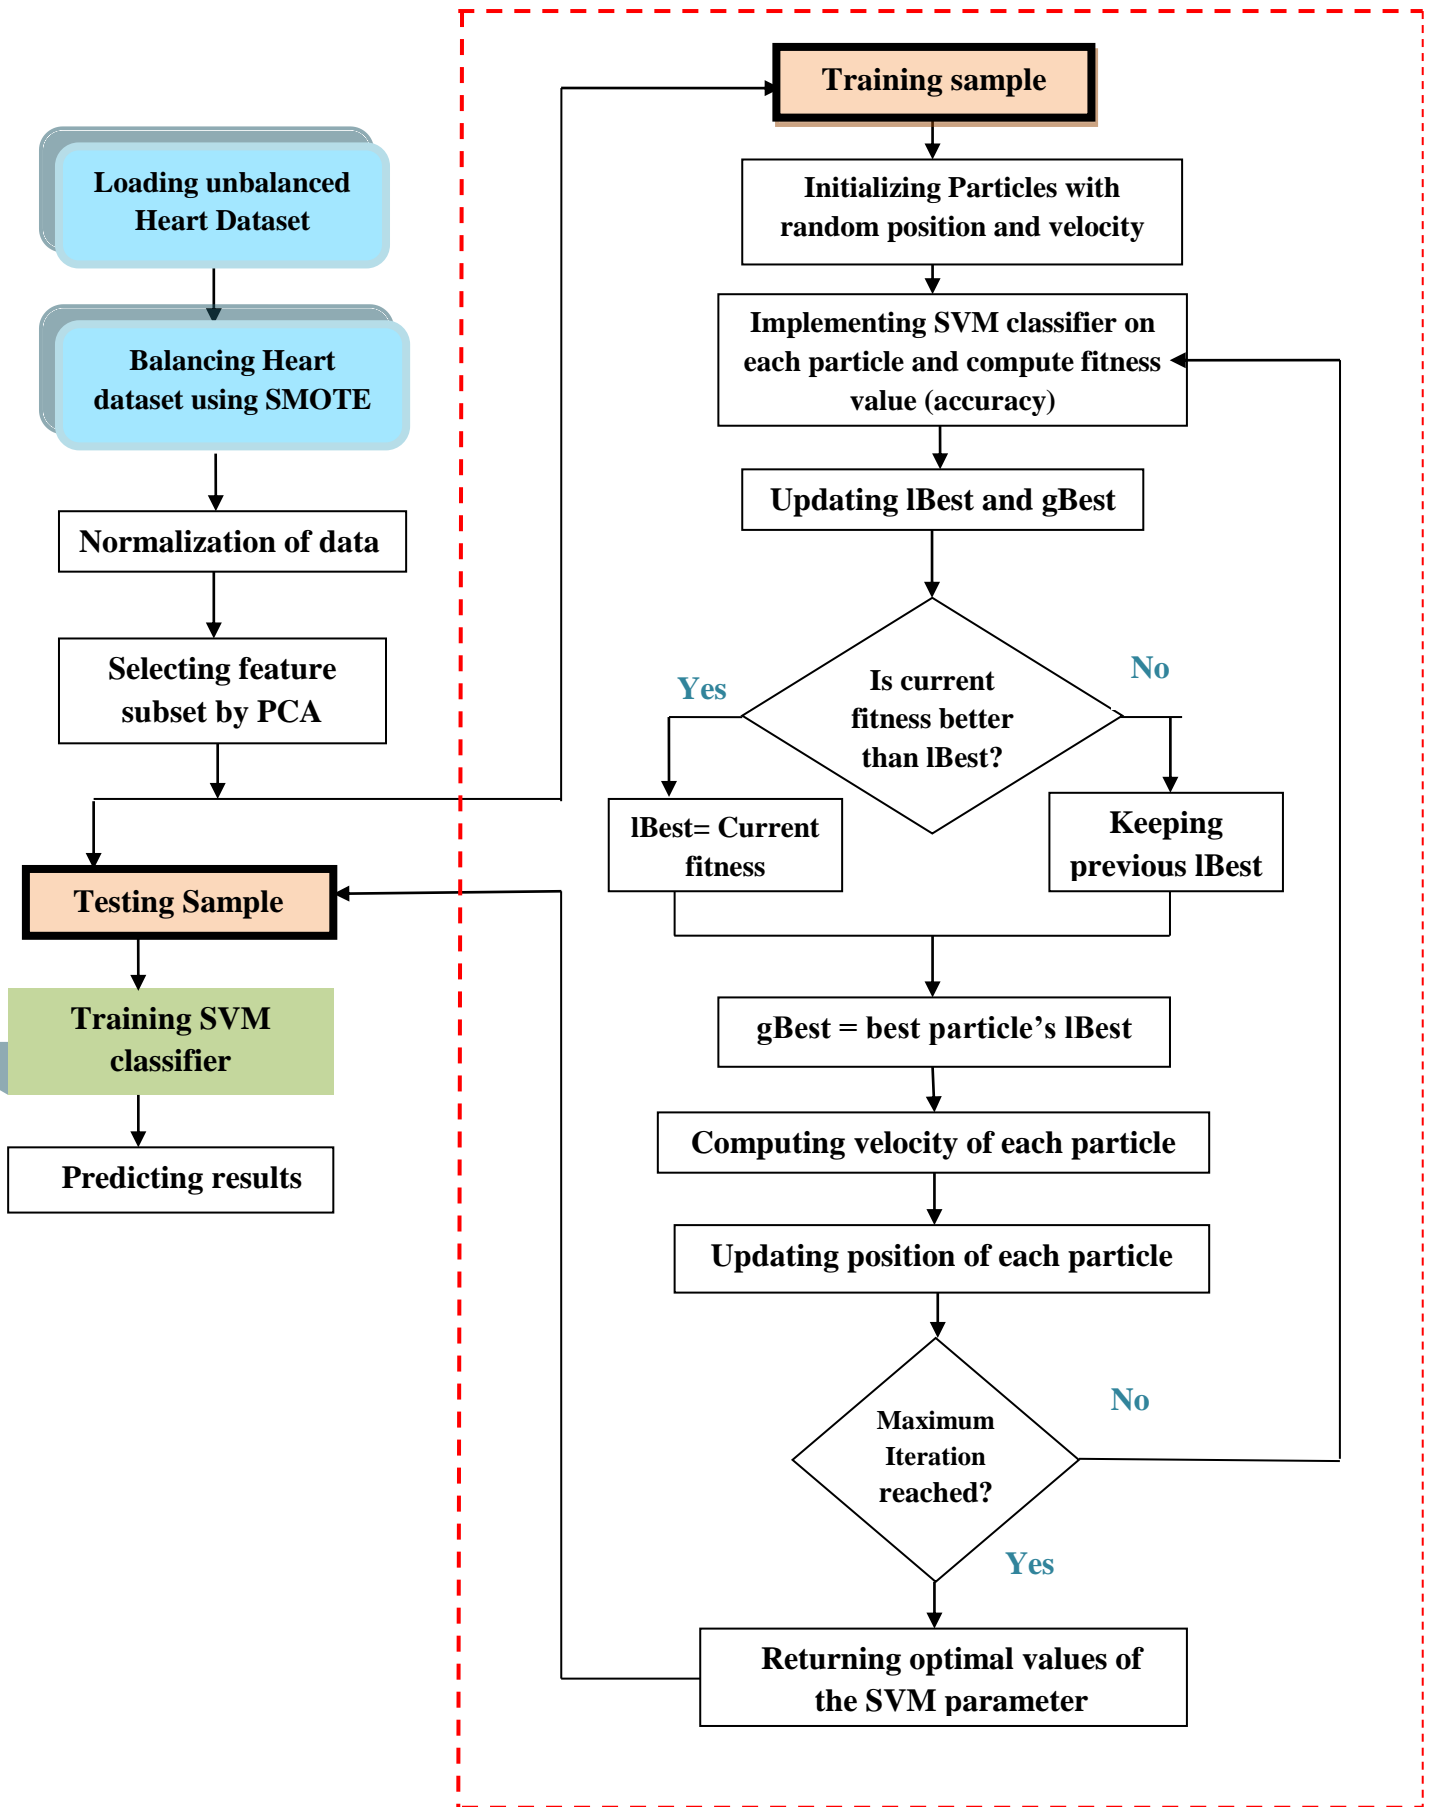 Loading unbalanced
Heart Dataset
Balancing Heart
dataset using SMOTE
Normalization of data
Selecting feature
subset by PCA
Testing Sample
Training SVM
classifier
Predicting results
Training sample
Initializing Particles with
random position and velocity
Implementing SVM classifier on
each particle and compute fitness
value (accuracy)
Updating lBest and gBest
Is current
fitness better
than lBest?
Yes
No
lBest= Current
fitness
Keeping
previous lBest
gBest = best particle’s lBest
Computing velocity of each particle
Updating position of each particle
Maximum
Iteration
reached?
No
Yes
Returning optimal values of
the SVM parameter